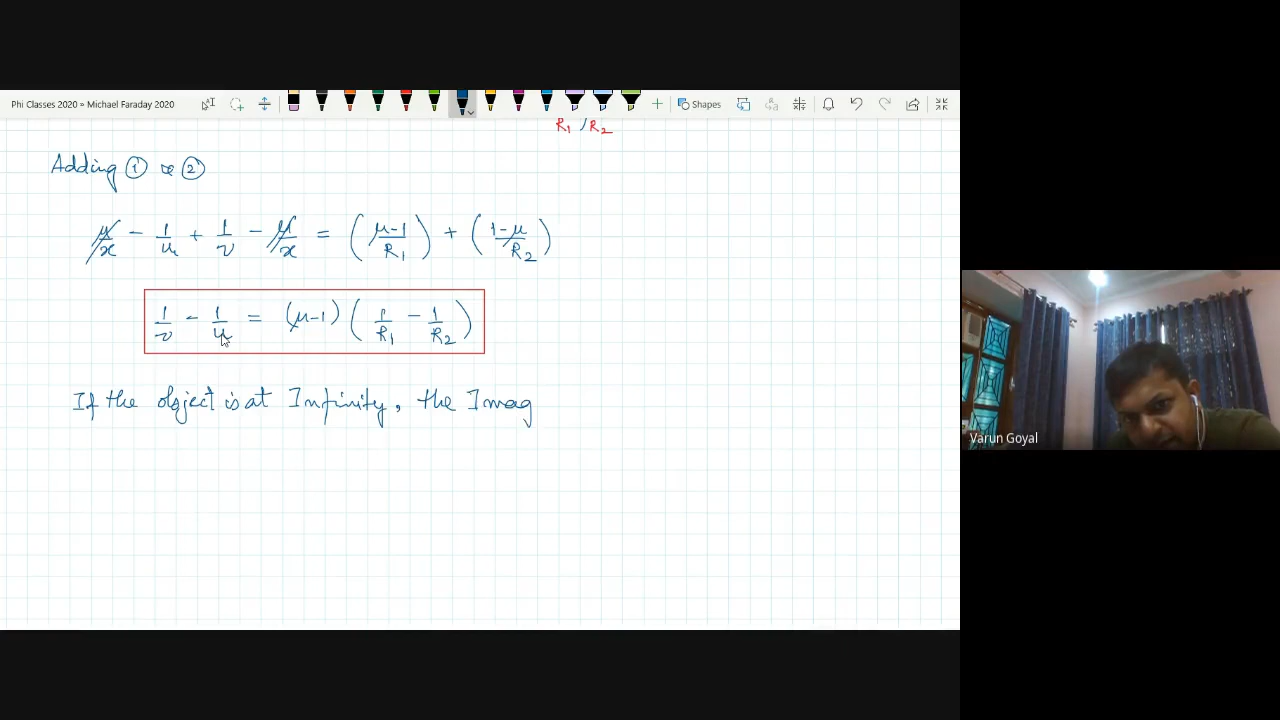 Phi Classes 2020 » Michael Faraday 2020
Shapes
R₁ R₂
Adding ① & ②
μ/x - 1/u + 1/v - μ/x = ((μ-1)/R₁) + ((1-μ)/R₂)
1/v - 1/u = (μ-1) (1/R₁ - 1/R₂)
If the object is at Infinity, the Imag
Varun Goyal